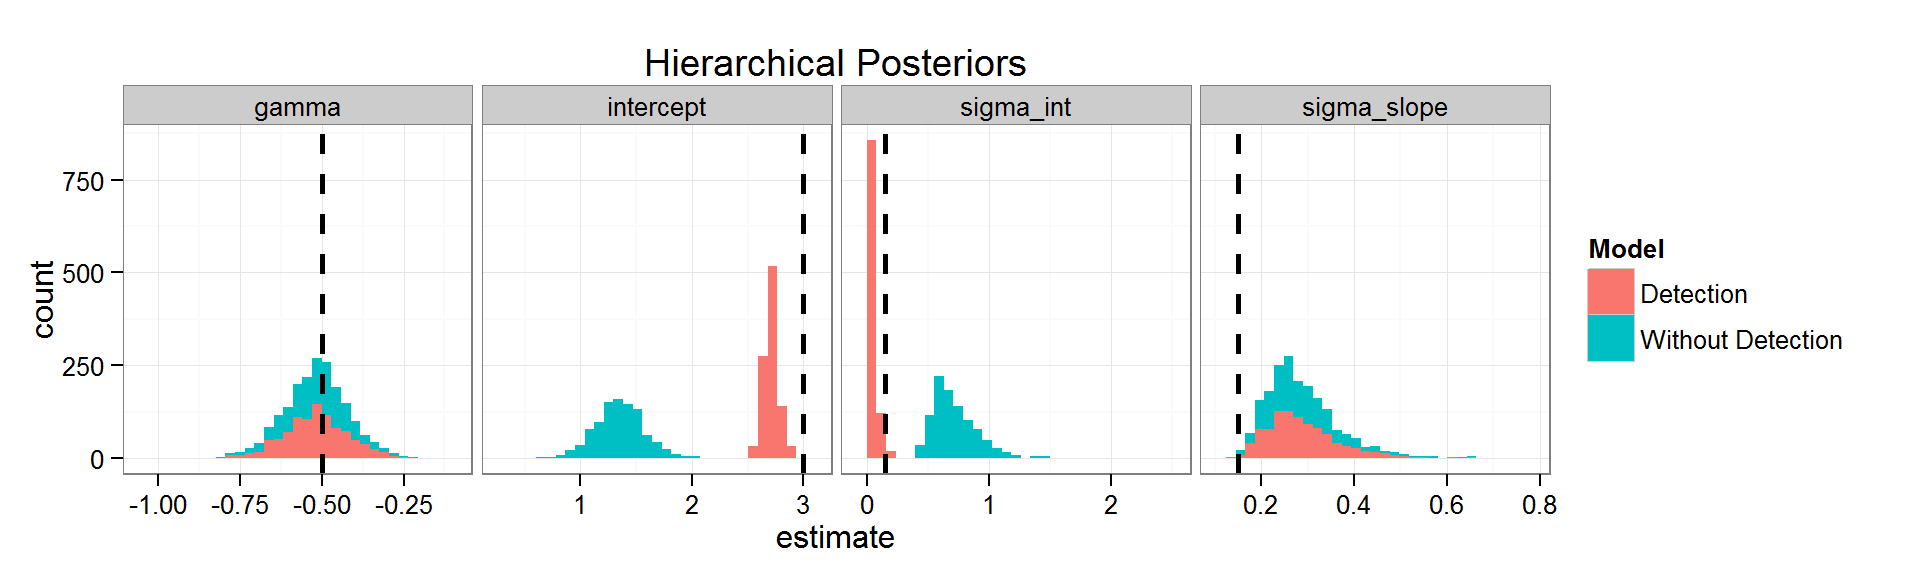 Hierarchical Posteriors
gamma
intercept
sigma_int
sigma_slope
count
750
500
250
0
-1.00 -0.75 -0.50 -0.25
1 2 3
0 1 2
0.2 0.4 0.6 0.8
estimate
Model
Detection
Without Detection